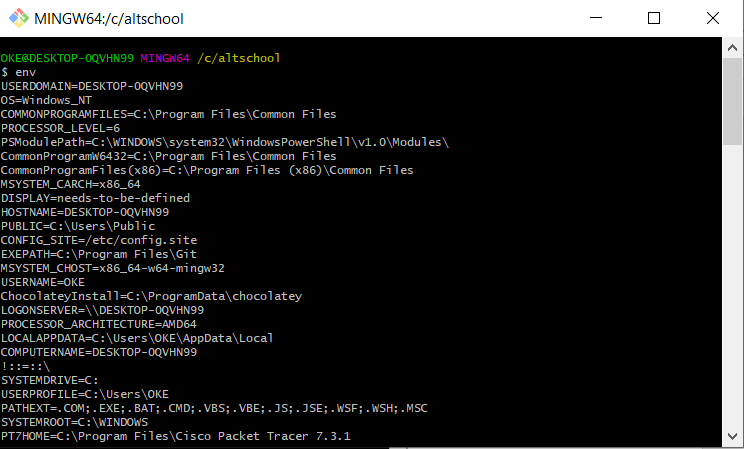 MINGW64:/c/altschool
OKE@DESKTOP-OQVHN99 MINGW64 /c/altschool
$ env
USERDOMAIN=DESKTOP-OQVHN99
OS=Windows_NT
COMMONPROGRAMFILES=C:\Program Files\Common Files
PROCESSOR_LEVEL=6
PSModulePath=C:\WINDOWS\system32\WindowsPowerShell\v1.0\Modules\
CommonProgramW6432=C:\Program Files\Common Files
CommonProgramFiles(x86)=C:\Program Files (x86)\Common Files
MSYSTEM_CARCH=x86_64
DISPLAY=needs-to-be-defined
HOSTNAME=DESKTOP-OQVHN99
PUBLIC=C:\Users\Public
CONFIG_SITE=/etc/config.site
EXEPATH=C:\Program Files\Git
MSYSTEM_CHOST=x86_64-w64-mingw32
USERNAME=OKE
ChocolateyInstall=C:\ProgramData\chocolatey
LOGONSERVER=\\DESKTOP-OQVHN99
PROCESSOR_ARCHITECTURE=AMD64
LOCALAPPDATA=C:\Users\OKE\AppData\Local
COMPUTERNAME=DESKTOP-OQVHN99
!::=::\
SYSTEMDRIVE=C:
USERPROFILE=C:\Users\OKE
PATHEXT=.COM;.EXE;.BAT;.CMD;.VBS;.VBE;.JS;.JSE;.WSF;.WSH;.MSC
SYSTEMROOT=C:\WINDOWS
PT7HOME=C:\Program Files\Cisco Packet Tracer 7.3.1